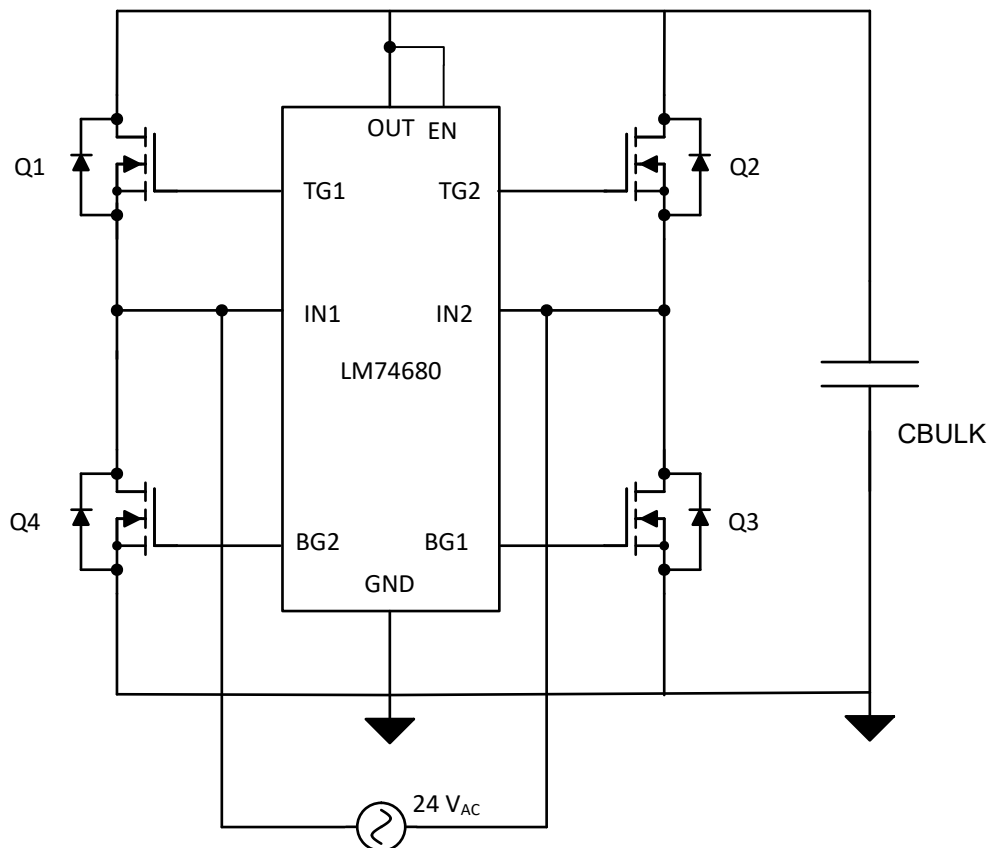 OUT EN
Q1
TG1
TG2
Q2
IN1
IN2
LM74680
CBULK
Q4
BG2
BG1
Q3
GND
24 VAC